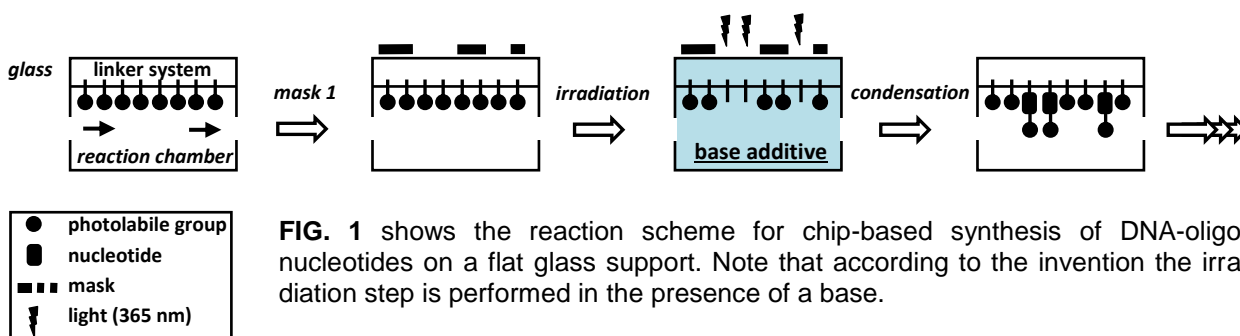 glass
linker system
reaction chamber
mask 1
irradiation
base additive
condensation
photolabile group
nucleotide
mask
light (365 nm)
FIG. 1 shows the reaction scheme for chip-based synthesis of DNA-oligo
nucleotides on a flat glass support. Note that according to the invention the irra
diation step is performed in the presence of a base.